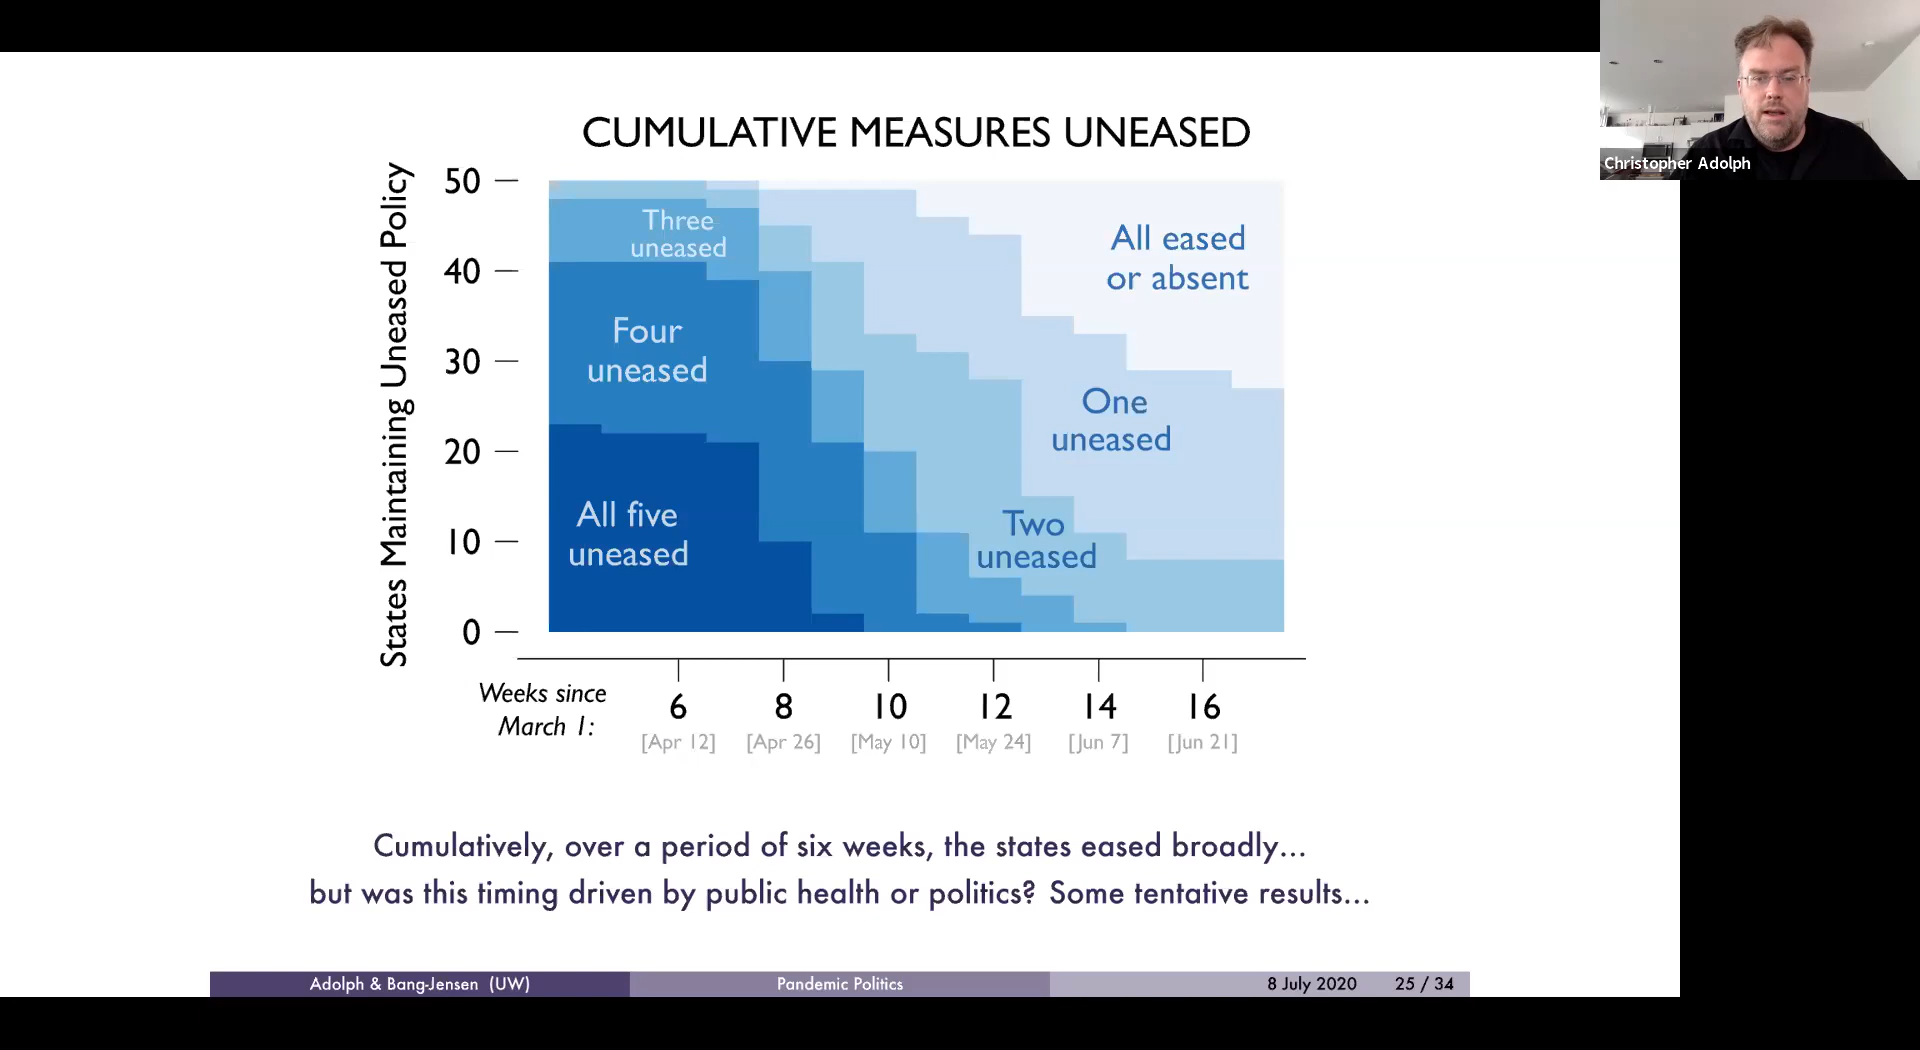 Christopher Adolph
CUMULATIVE MEASURES UNEASED
States Maintaining Uneased Policy
50
40
30
20
10
0
Three
uneased
Four
uneased
All five
uneased
All eased
or absent
One
uneased
Two
uneased
Weeks since
March 1:
6 8 10 12 14 16
[Apr 12] [Apr 26] [May 10] [May 24] [Jun 7] [Jun 21]
Cumulatively, over a period of six weeks, the states eased broadly...
but was this timing driven by public health or politics? Some tentative results...
Adolph & Bang-Jensen (UW) Pandemic Politics 8 July 2020 25 / 34